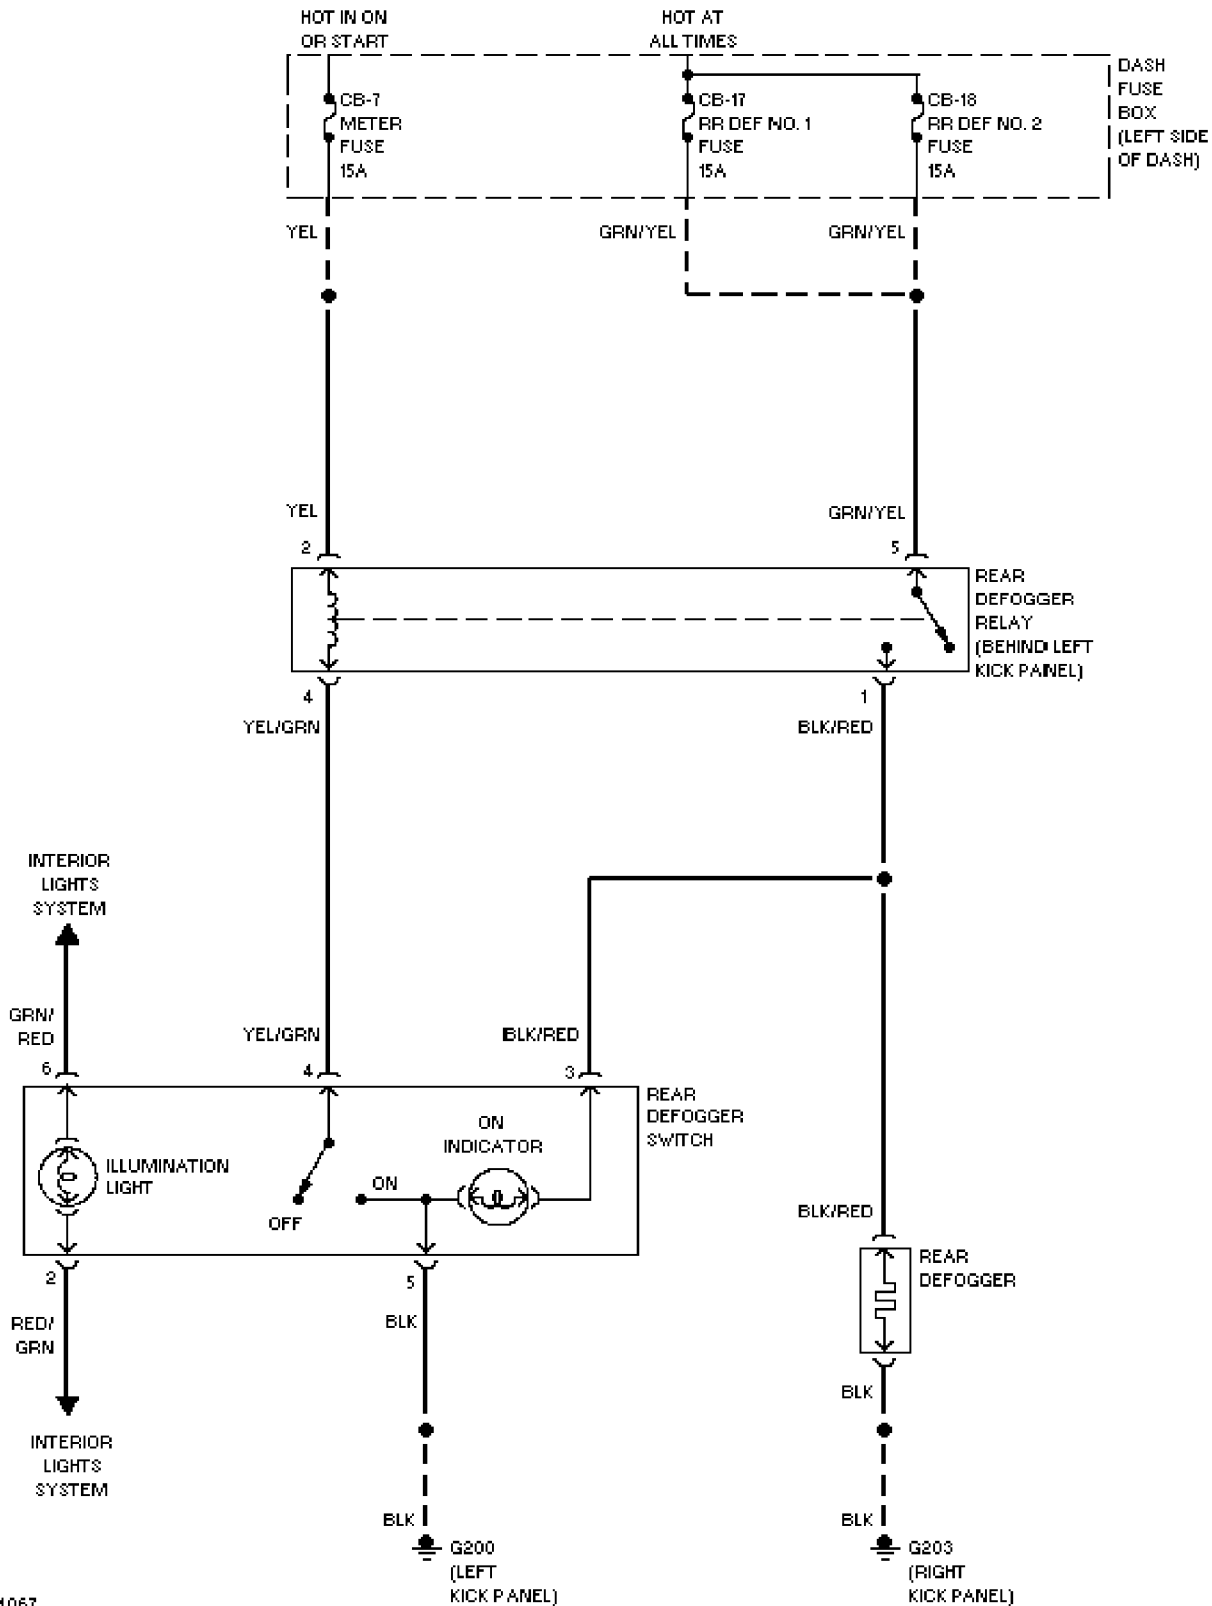 HOT IN ON
OR START
HOT AT
ALL TIMES
CB-7
METER
FUSE
15A
CB-17
RR DEF NO. 1
FUSE
15A
CB-18
RR DEF NO. 2
FUSE
15A
DASH
FUSE
BOX
(LEFT SIDE
OF DASH)
YEL
GRN/YEL
GRN/YEL
YEL
GRN/YEL
2
5
REAR
DEFOGGER
RELAY
(BEHIND LEFT
KICK PAINEL)
4
1
YEL/GRN
BLK/RED
INTERIOR
LIGHTS
SYSTEM
GRN/
RED
YEL/GRN
BLK/RED
6
4
3
REAR
DEFOGGER
SWITCH
ON
INDICATOR
ILLUMINATION
LIGHT
ON
OFF
BLK/RED
2
5
REAR
DEFOGGER
RED/
GRN
BLK
BLK
INTERIOR
LIGHTS
SYSTEM
BLK
BLK
G200
(LEFT
KICK PANEL)
G203
(RIGHT
KICK PANEL)